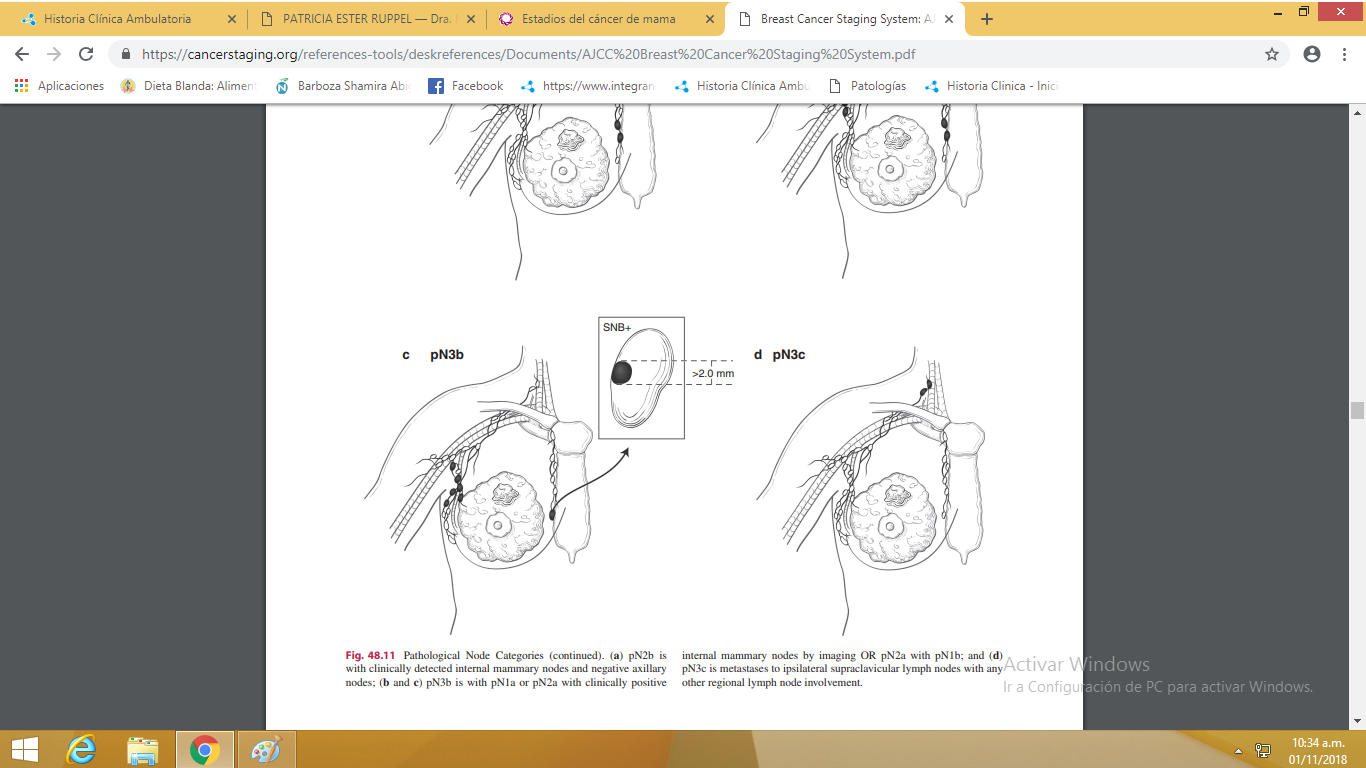 Historia Clínica Ambulatoria
PATRICIA ESTER RUPPEL — Dra.
Estadios del cáncer de mama
Breast Cancer Staging System: A
https://cancerstaging.org/references-tools/deskreferences/Documents/AJCC%20Breast%20Cancer%20Staging%20System.pdf
Aplicaciones
Dieta Blanda: Alimen
Barboza Shamira Abi
Facebook
https://www.integran
Historia Clínica Ambu
Patologías
Historia Clinica - Inici
SNB+
>2.0 mm
c pN3b
d pN3c
Fig. 48.11 Pathological Node Categories (continued). (a) pN2b is
with clinically detected internal mammary nodes and negative axillary
nodes; (b and c) pN3b is with pN1a or pN2a with clinically positive
internal mammary nodes by imaging OR pN2a with pN1b; and (d)
pN3c is metastases to ipsilateral supraclavicular lymph nodes with any
other regional lymph node involvement.
Activar Windows
Ir a Configuración de PC para activar Windows.
10:34 a.m.
01/11/2018